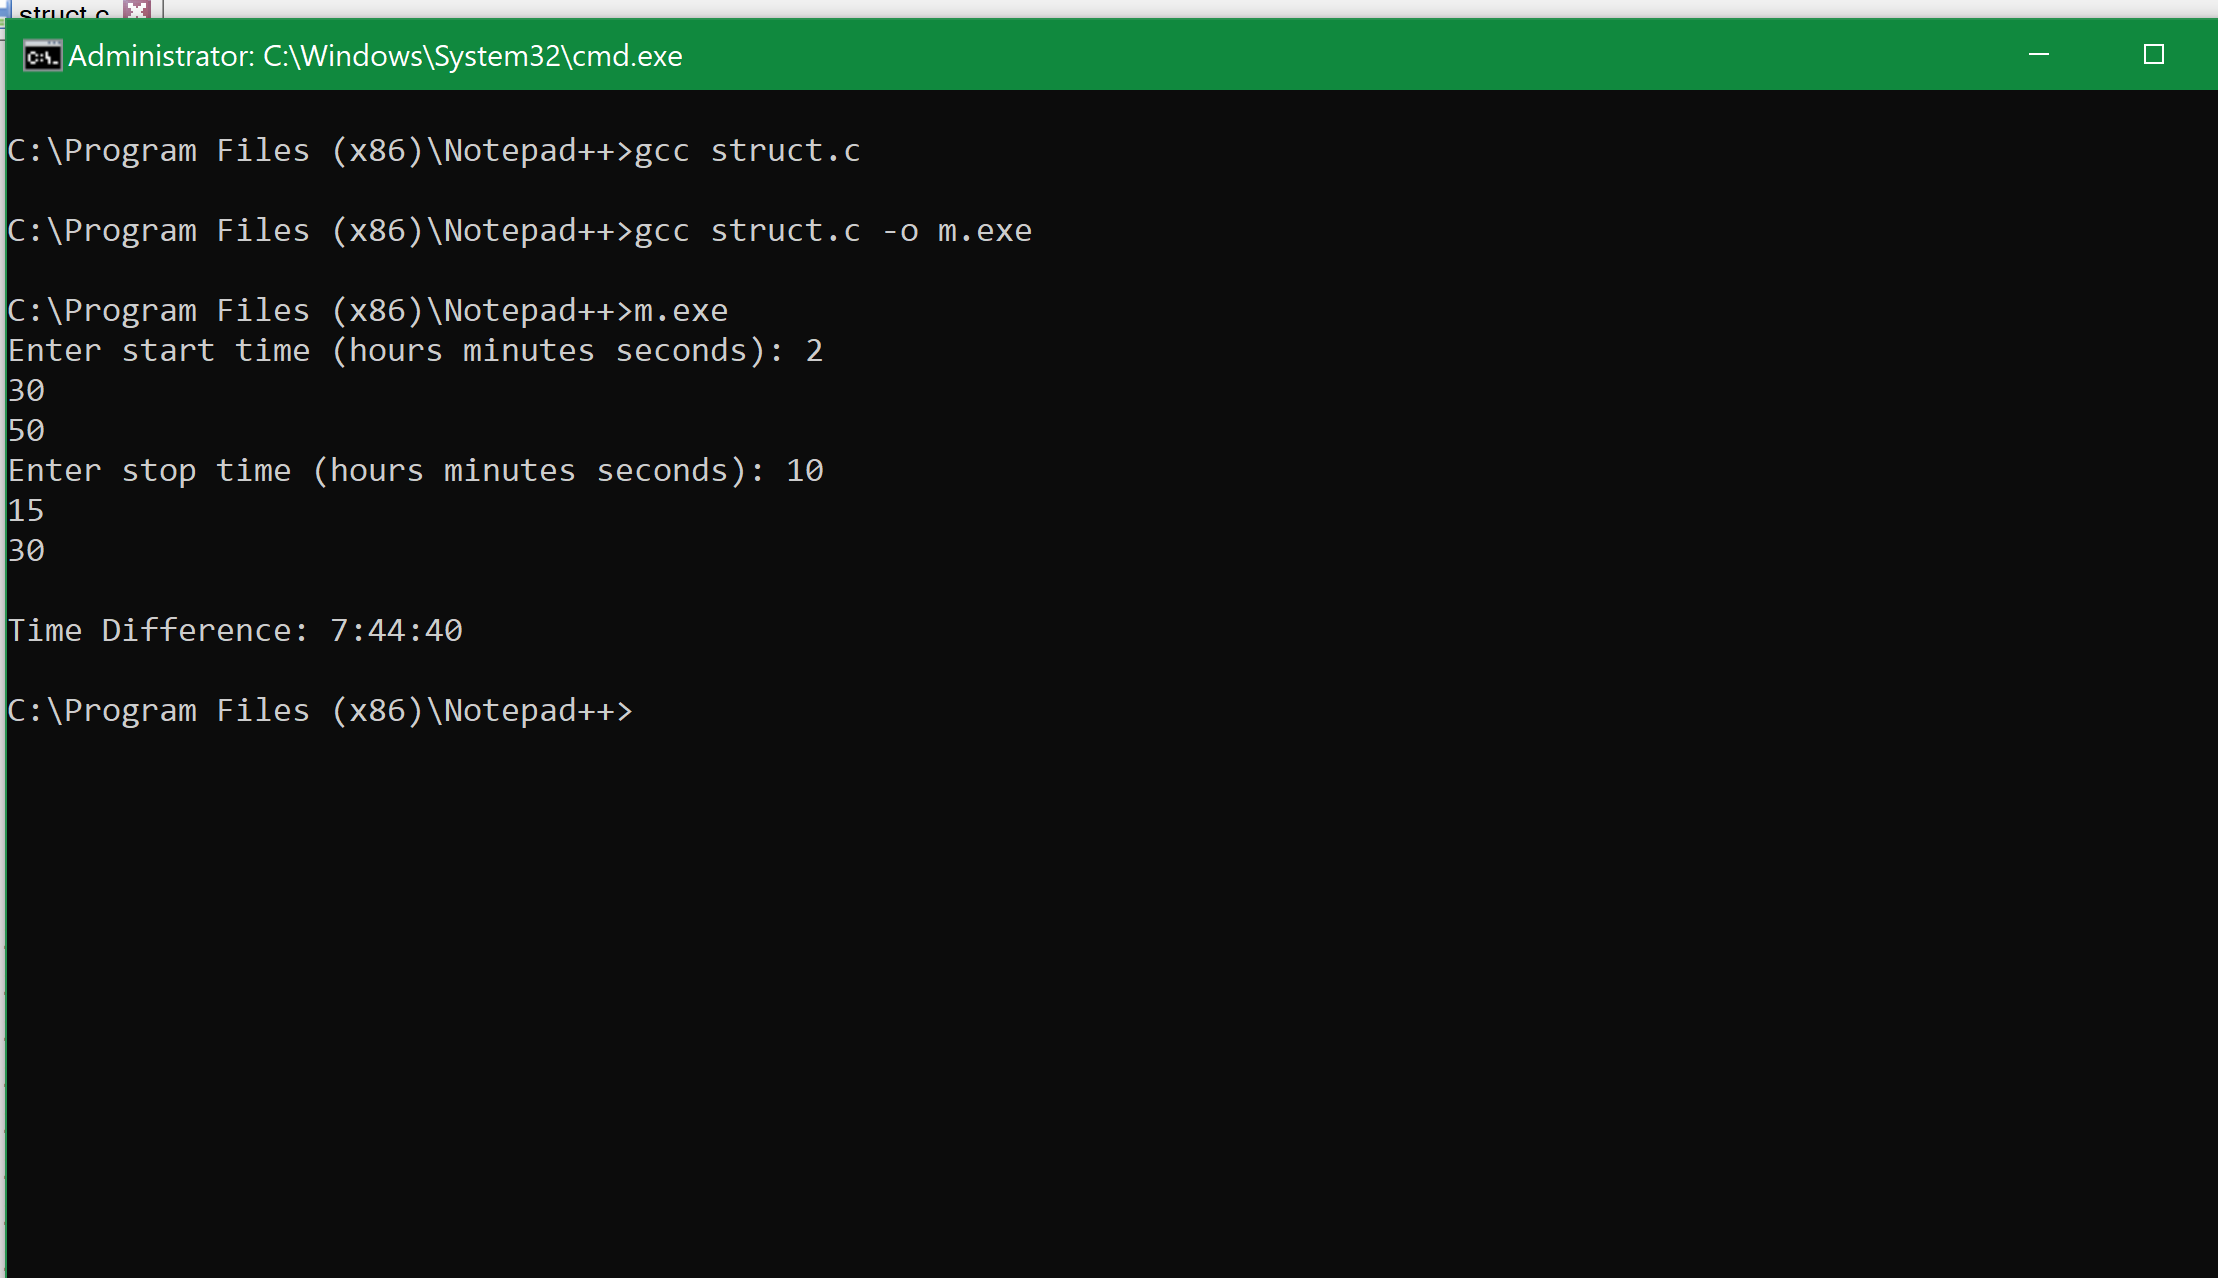 struct.c
Administrator: C:\Windows\System32\cmd.exe
C:\Program Files (x86)\Notepad++>gcc struct.c
C:\Program Files (x86)\Notepad++>gcc struct.c -o m.exe
C:\Program Files (x86)\Notepad++>m.exe
Enter start time (hours minutes seconds): 2
30
50
Enter stop time (hours minutes seconds): 10
15
30
Time Difference: 7:44:40
C:\Program Files (x86)\Notepad++>